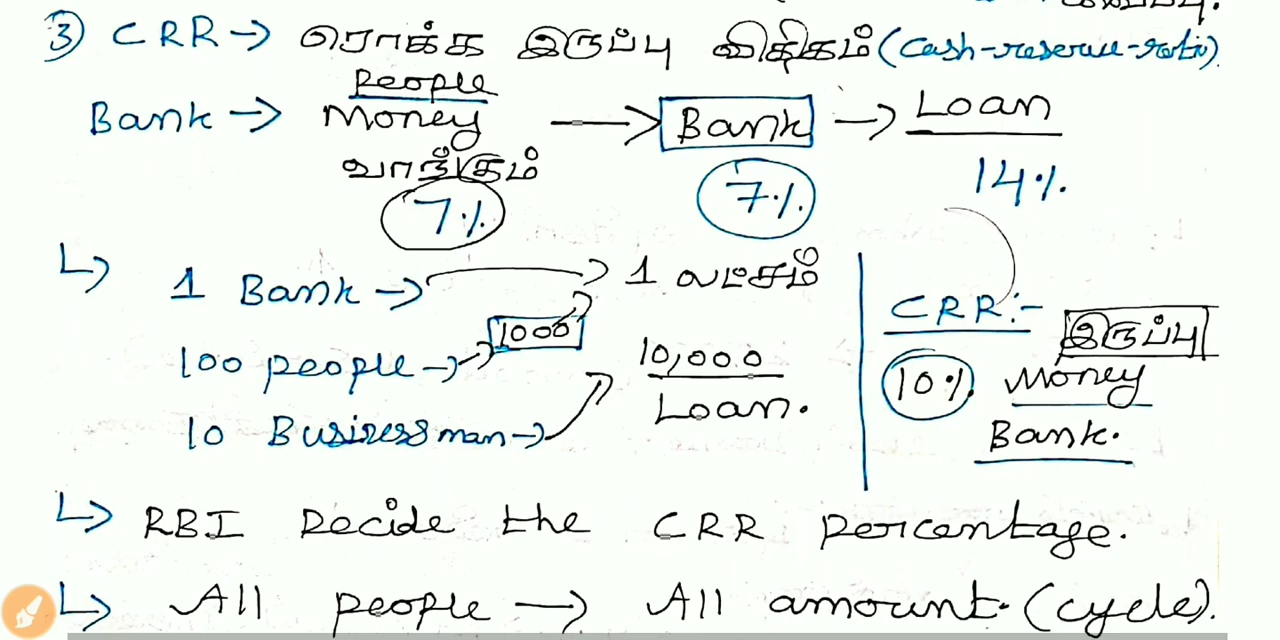 ③ CRR → ரொக்க இருப்பு விகிதம் (Cash-reserve-ratio)
People
Bank → Money → Bank → Loan
வாங்கும்
7% 7% 14%
↳ 1 Bank → 1 லட்சம்
CRR:- இருப்பு
100 people → 1000 10,000
10% Money
10 Businessman → Loan.
Bank.
↳ RBI Decide the CRR percentage.
↳ All people → All amount. (cycle).